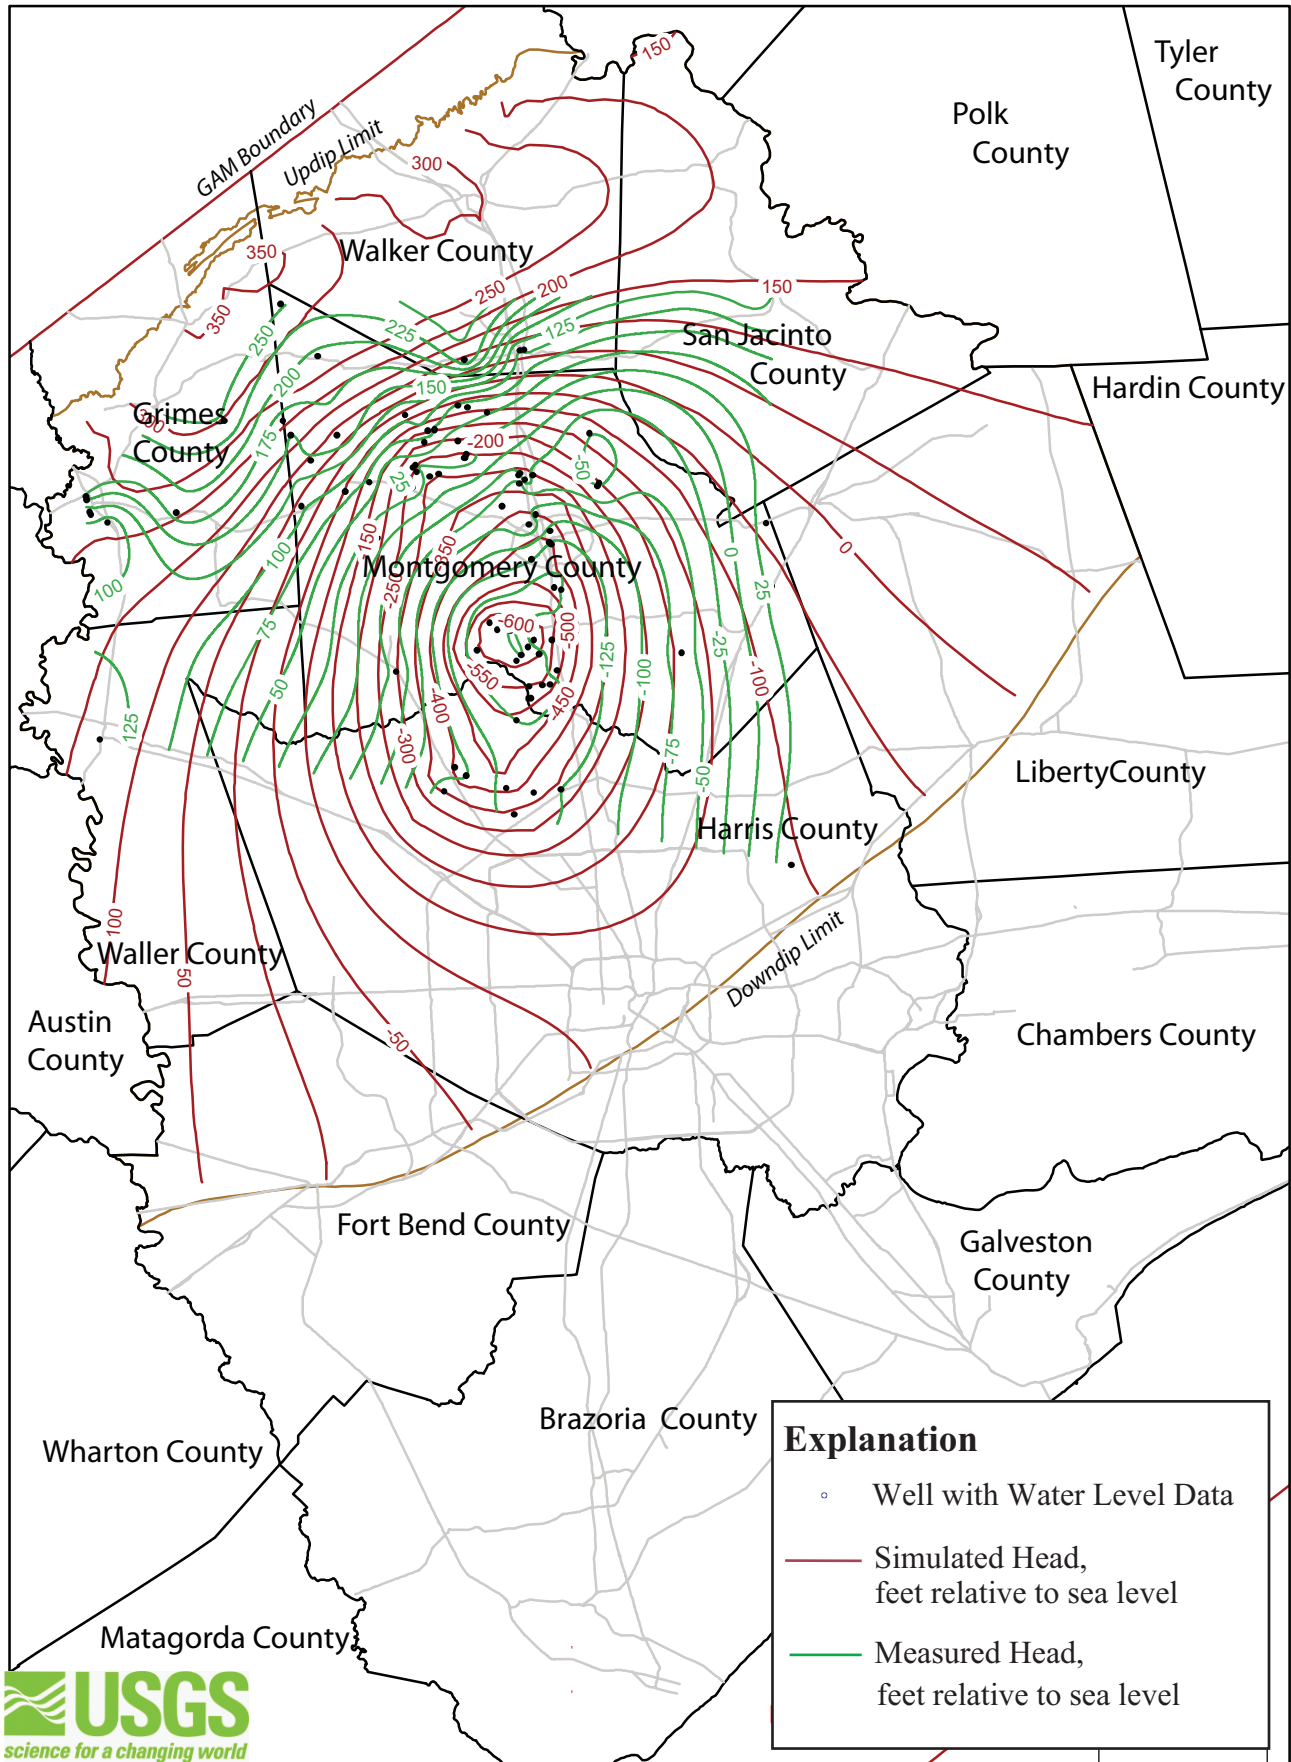 150
Tyler
County
Polk
County
GAM Boundary
Updip Limit
300
350
Walker County
250
200
150
350
250
225
125
San Jacinto
County
200
150
Hardin County
300
Grimes
County
175
-200
25
-50
150
350
100
Montgomery County
-250
0
0
25
100
75
-600
-500
-125
-25
-100
-100
50
-550
-450
-400
125
-300
-75
-50
LibertyCounty
Harris County
100
Waller County
50
Downdip Limit
Austin
County
-50
Chambers County
Fort Bend County
Galveston
County
Brazoria County
Wharton County
Matagorda County
Explanation
Well with Water Level Data
Simulated Head,
feet relative to sea level
Measured Head,
feet relative to sea level
USGS
science for a changing world